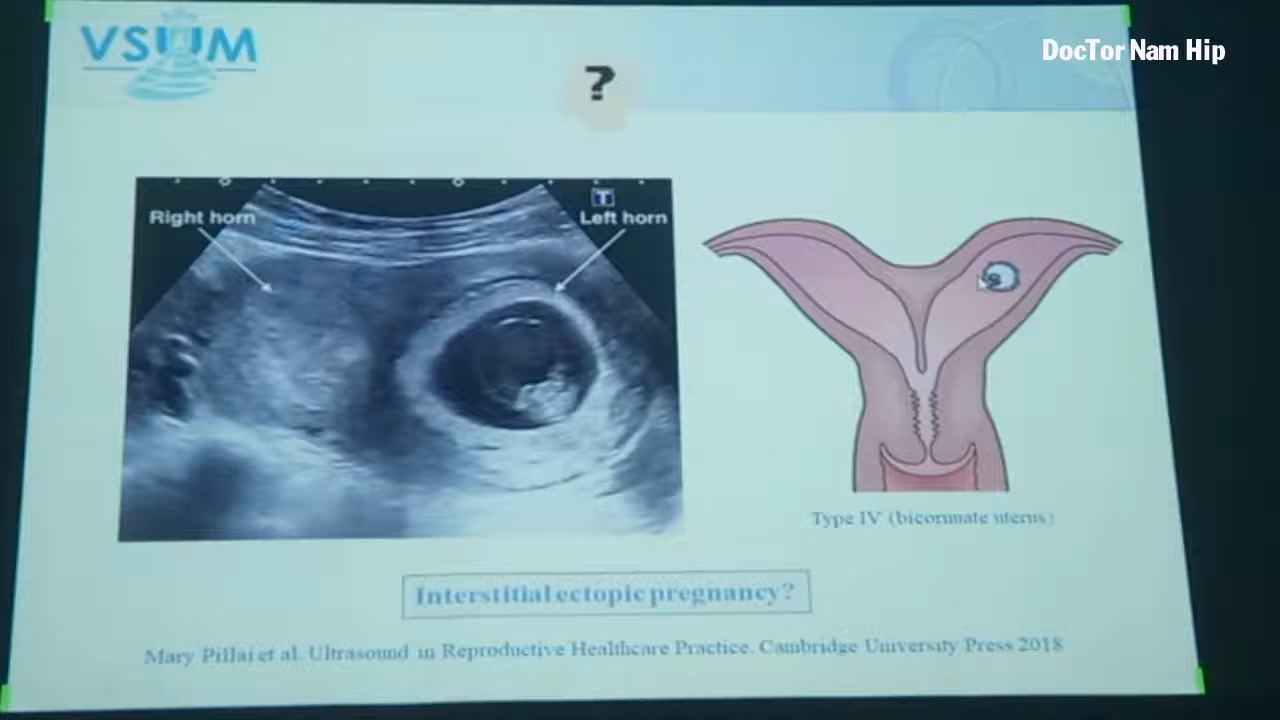 VSUM
DocTor Nam Hip
?
T
Right horn
Left horn
Type IV (bicornuate uterus)
Interstitial ectopic pregnancy?
Mary Pillai et al. Ultrasound in Reproductive Healthcare Practice. Cambridge University Press 2018